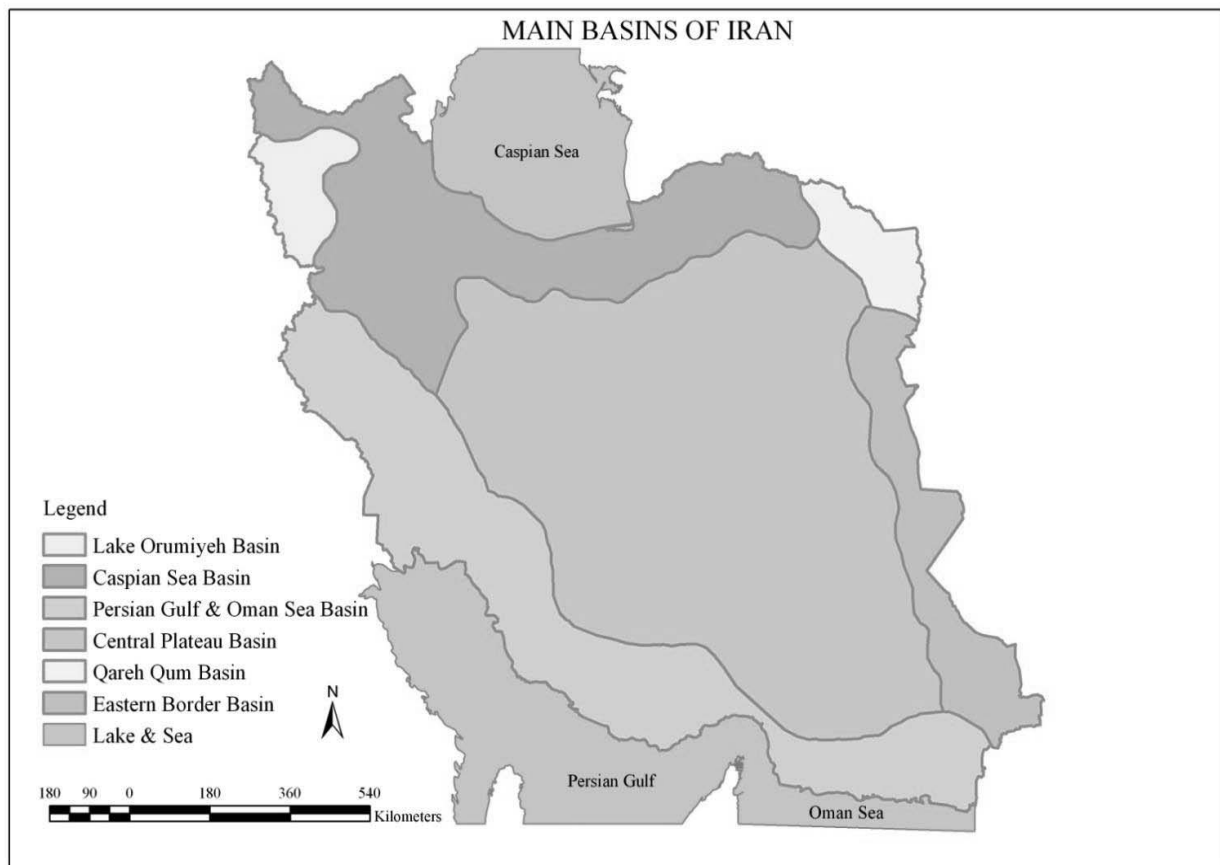 MAIN BASINS OF IRAN
Caspian Sea
Legend
Lake Orumiyeh Basin
Caspian Sea Basin
Persian Gulf & Oman Sea Basin
Central Plateau Basin
Qareh Qum Basin
Eastern Border Basin
Lake & Sea
N
Persian Gulf
Oman Sea
180 90 0 180 360 540
Kilometers